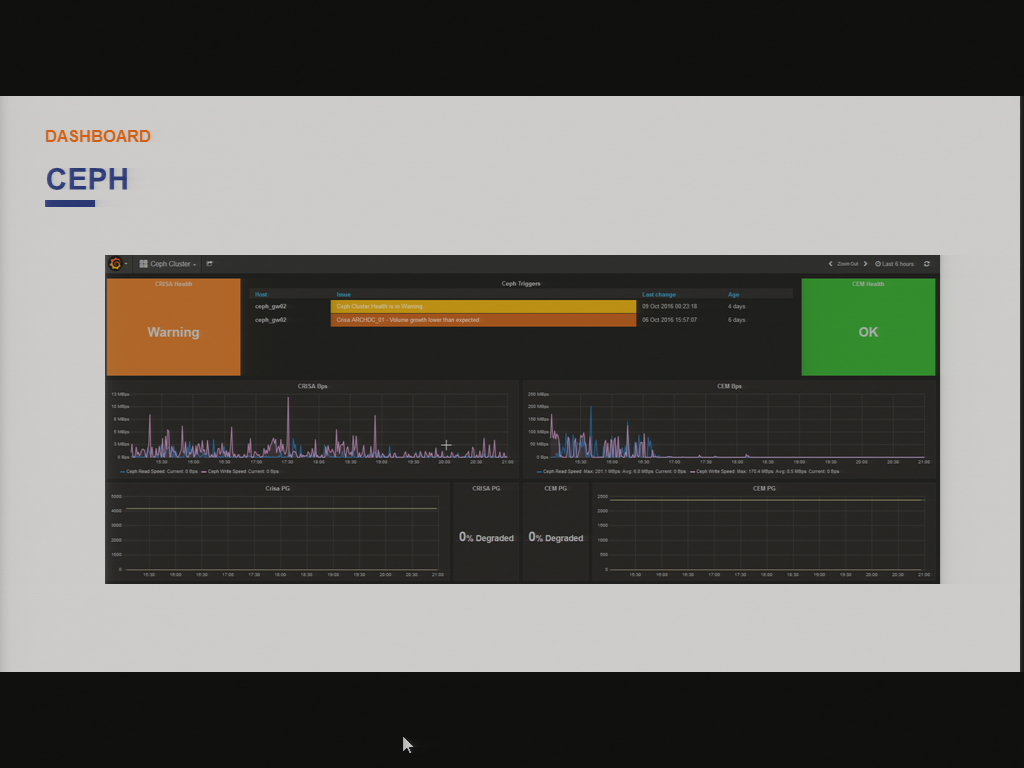 DASHBOARD
CEPH
Ceph Cluster
Zoom Out
Last 6 hours
CRISA Health
Warning
Ceph Triggers
Host Issue Last change Age
ceph_gw02 Ceph Cluster Health is in Warning 09 Oct 2016 00:23:18 4 days
ceph_gw02 Crisa ARCHDC_01 - Volume growth lower than expected 06 Oct 2016 15:57:07 6 days
CEM Health
OK
CRISA Bps
13 MBps
10 MBps
8 MBps
5 MBps
3 MBps
0 Bps
15:30 16:00 16:30 17:00 17:30 18:00 18:30 19:00 19:30 20:00 20:30 21:00
Ceph Read Speed Current: 0 Bps Ceph Write Speed Current: 0 Bps
CEM Bps
250 MBps
200 MBps
150 MBps
100 MBps
50 MBps
0 Bps
15:30 16:00 16:30 17:00 17:30 18:00 18:30 19:00 19:30 20:00 20:30 21:00
Ceph Read Speed Max: 201.1 MBps Avg: 6.8 MBps Current: 0 Bps Ceph Write Speed Max: 170.4 MBps Avg: 8.5 MBps Current: 0 Bps
Crisa PG
5000
4000
3000
2000
1000
0
15:30 16:00 16:30 17:00 17:30 18:00 18:30 19:00 19:30 20:00 20:30 21:00
CRISA PG
0% Degraded
CEM PG
0% Degraded
CEM PG
2500
2000
1500
1000
500
0
15:30 16:00 16:30 17:00 17:30 18:00 18:30 19:00 19:30 20:00 20:30 21:00